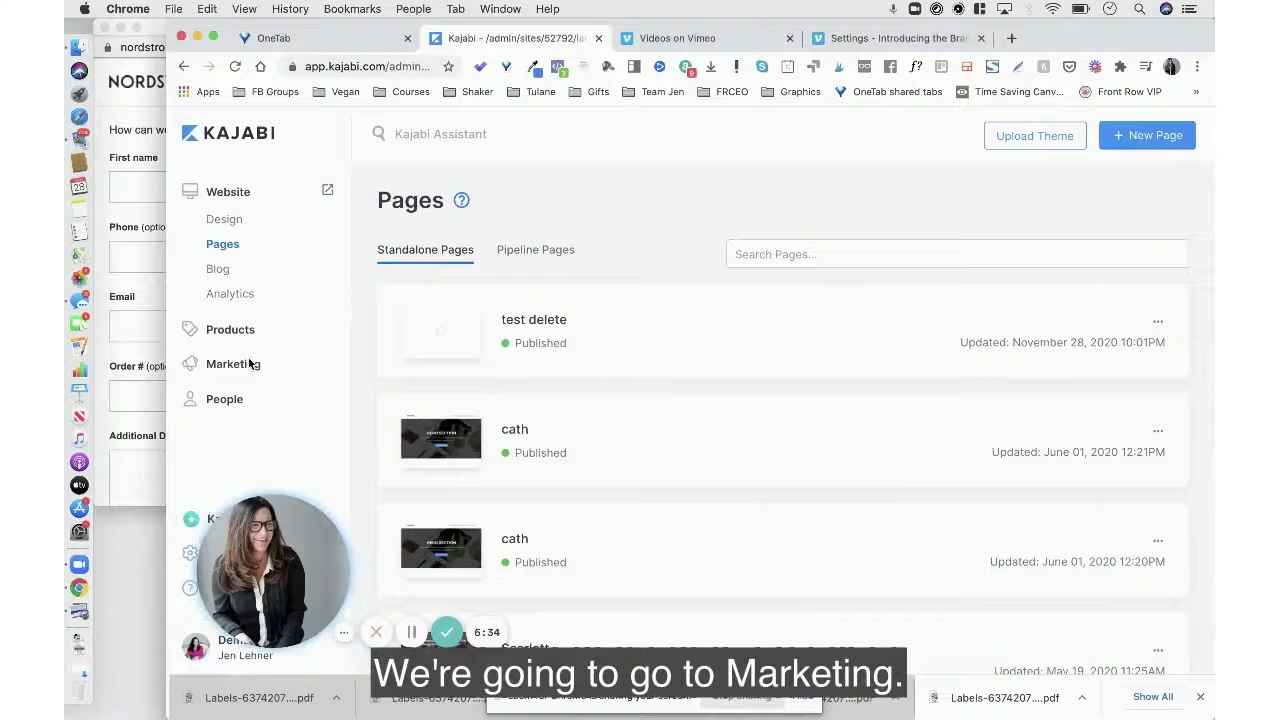 Chrome File Edit View History Bookmarks People Tab Window Help
OneTab
Kajabi - /admin/sites/52792/la
Videos on Vimeo
Settings - Introducing the Bra
nordstro
app.kajabi.com/admin...
NORDS
Apps FB Groups Vegan Courses Shaker Tulane Gifts Team Jen FRCEO Graphics OneTab shared tabs Time Saving Canv... Front Row VIP
How can we
First name
Phone (optio
Email
Order # (opti
Additional D
KAJABI
Kajabi Assistant
Upload Theme
+ New Page
Website
Design
Pages
Blog
Analytics
Products
Marketing
People
Jen Lehner
Pages
Standalone Pages Pipeline Pages
Search Pages...
test delete
Published
Updated: November 28, 2020 10:01PM
cath
Published
Updated: June 01, 2020 12:21PM
cath
Published
Updated: June 01, 2020 12:20PM
Updated: May 19, 2020 11:25AM
6:34
We're going to go to Marketing.
Labels-6374207....pdf
Labels-6374207....pdf
Show All